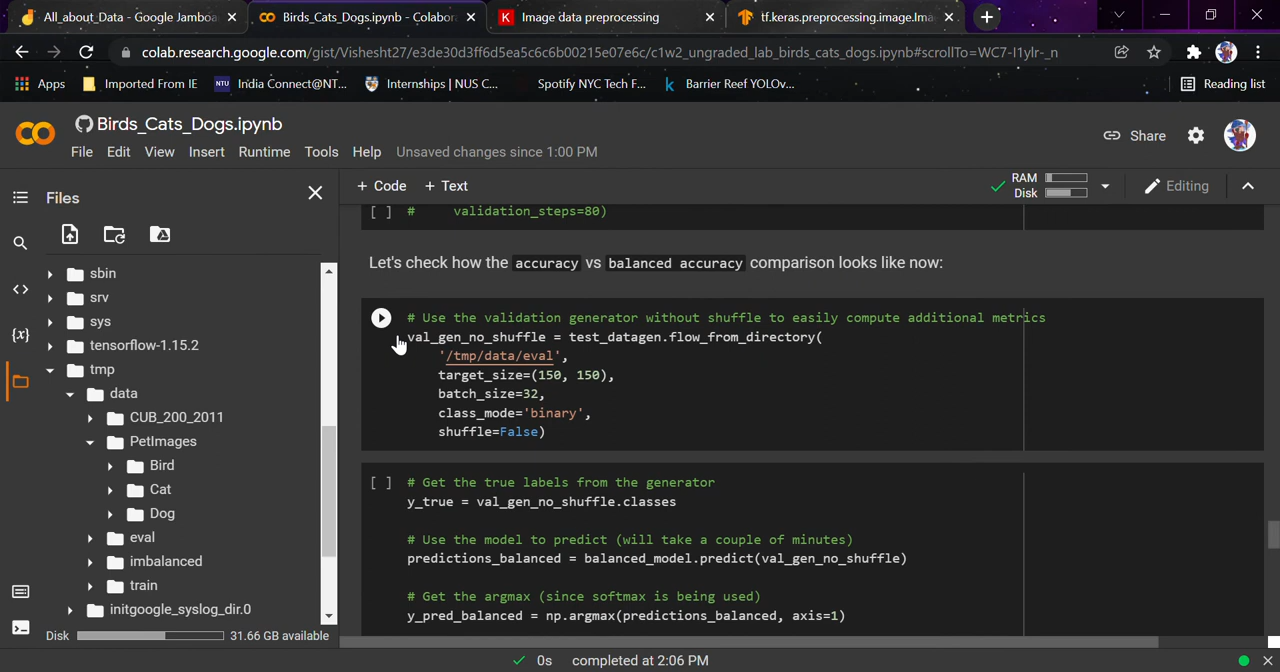 All_about_Data - Google Jamboa
Birds_Cats_Dogs.ipynb - Colabora
Image data preprocessing
tf.keras.preprocessing.image.Ima
colab.research.google.com/gist/Vishesht27/e3de30d3ff6d5ea5c6c6b00215e07e6c/c1w2_ungraded_lab_birds_cats_dogs.ipynb#scrollTo=WC7-I1ylr-_n
Apps
Imported From IE
NTU India Connect@NT...
Internships | NUS C...
Spotify NYC Tech F...
k Barrier Reef YOLOv...
Reading list
Birds_Cats_Dogs.ipynb
Share
File Edit View Insert Runtime Tools Help Unsaved changes since 1:00 PM
Files
+ Code + Text
RAM
Disk
Editing
[ ] # validation_steps=80)
Let's check how the accuracy vs balanced accuracy comparison looks like now:
# Use the validation generator without shuffle to easily compute additional metrics
val_gen_no_shuffle = test_datagen.flow_from_directory(
'/tmp/data/eval',
target_size=(150, 150),
batch_size=32,
class_mode='binary',
shuffle=False)
[ ] # Get the true labels from the generator
y_true = val_gen_no_shuffle.classes
# Use the model to predict (will take a couple of minutes)
predictions_balanced = balanced_model.predict(val_gen_no_shuffle)
# Get the argmax (since softmax is being used)
y_pred_balanced = np.argmax(predictions_balanced, axis=1)
sbin
srv
sys
tensorflow-1.15.2
tmp
data
CUB_200_2011
PetImages
Bird
Cat
Dog
eval
imbalanced
train
initgoogle_syslog_dir.0
Disk 31.66 GB available
0s completed at 2:06 PM